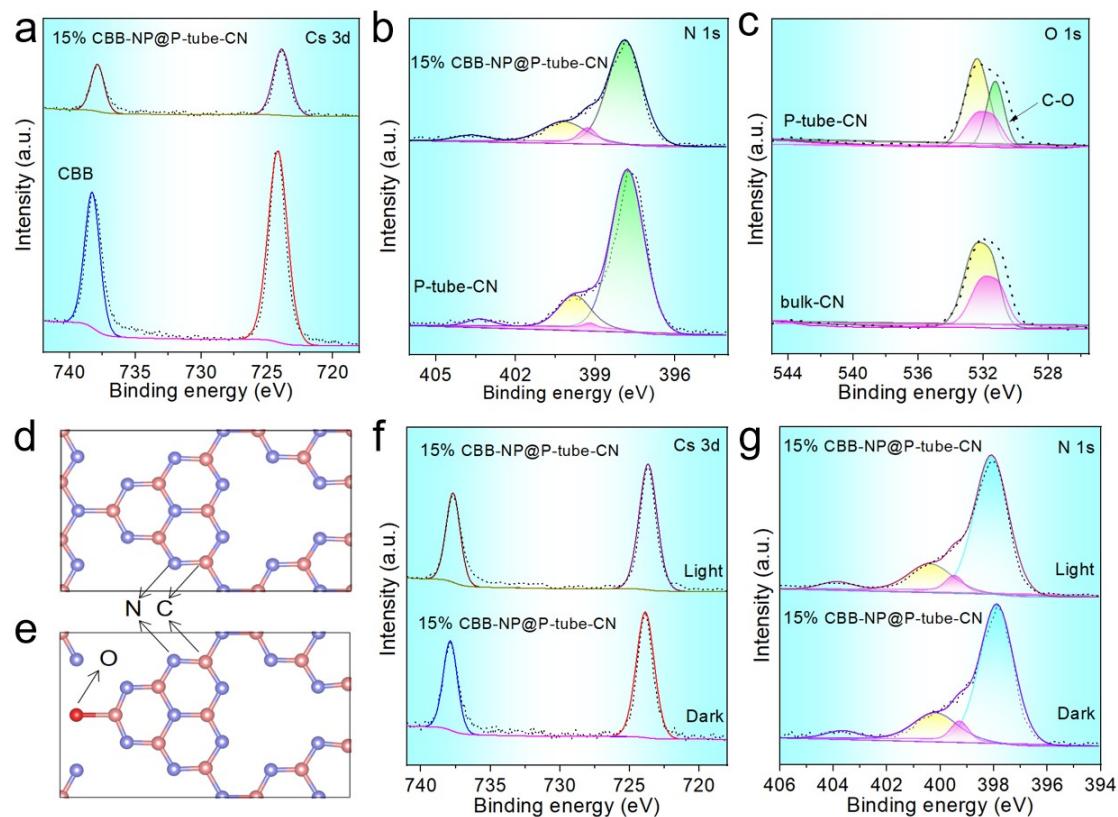 a
15% CBB-NP@P-tube-CN
Cs 3d
CBB
Intensity (a.u.)
740 735 730 725 720
Binding energy (eV)
b
N 1s
15% CBB-NP@P-tube-CN
P-tube-CN
Intensity (a.u.)
405 402 399 396
Binding energy (eV)
c
O 1s
C-O
P-tube-CN
bulk-CN
Intensity (a.u.)
544 540 536 532 528
Binding energy (eV)
d
N C
e
O
f
15% CBB-NP@P-tube-CN
Cs 3d
Light
15% CBB-NP@P-tube-CN
Dark
Intensity (a.u.)
740 735 730 725 720
Binding energy (eV)
g
15% CBB-NP@P-tube-CN
N 1s
Light
15% CBB-NP@P-tube-CN
Dark
Intensity (a.u.)
406 404 402 400 398 396 394
Binding energy (eV)